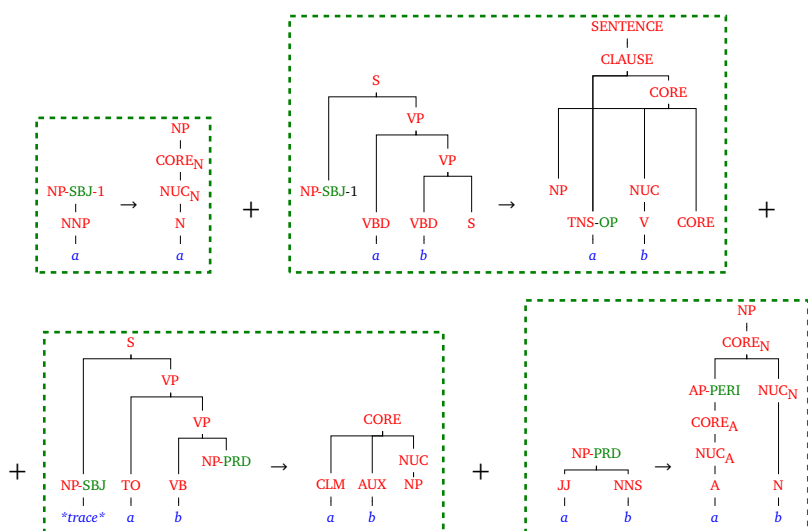 SENTENCE
CLAUSE
S
CORE
NP
VP
CORE_N
VP
NP-SBJ-1 → NUC_N + NP-SBJ-1 → NP NUC +
NNP N VBD VBD S TNS-OP V CORE
a a a b a b
NP
S
CORE_N
VP
AP-PERI NUC_N
VP CORE CORE_A
NP-PRD NP-PRD NUC_A
+ → NUC + →
NP-SBJ TO VB CLM AUX NP JJ NNS A N
*trace* a b a b a b a b